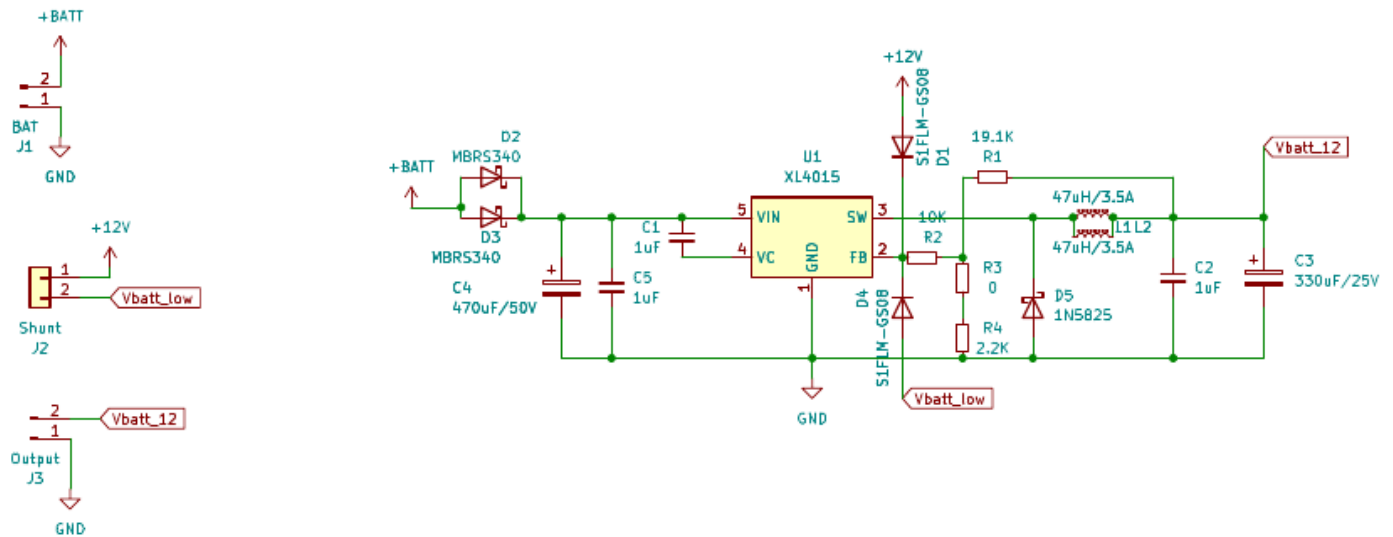 +BATT
2
1
BAT
J1
GND
+12V
1
2
Vbatt_low
Shunt
J2
2
Vbatt_12
1
Output
J3
GND
+BATT
D2
MBRS340
D3
MBRS340
C4
470uF/50V
C5
1uF
C1
1uF
U1
XL4015
5
VIN
SW
3
4
VC
FB
2
GND
1
GND
+12V
S1FLM-GS08
D1
19.1K
R1
10K
R2
R3
0
R4
2.2K
D4
S1FLM-GS08
Vbatt_low
D5
1N5825
47uH/3.5A
L1L2
47uH/3.5A
Vbatt_12
C2
1uF
C3
330uF/25V
+
+